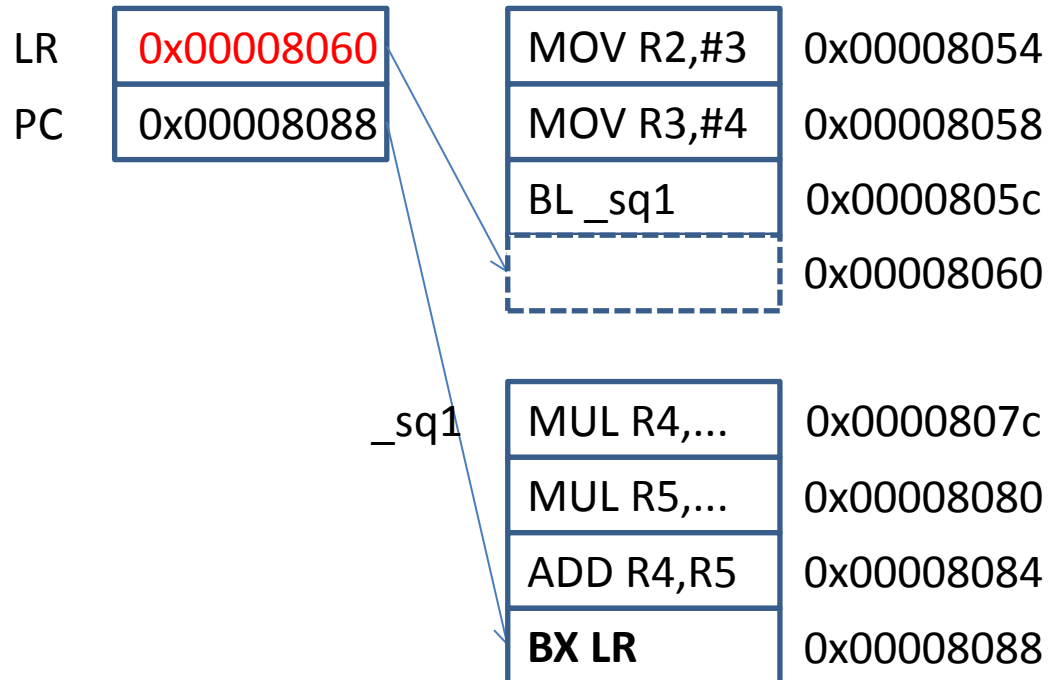 LR 0x00008060
PC 0x00008088
MOV R2,#3 0x00008054
MOV R3,#4 0x00008058
BL _sq1 0x0000805c
0x00008060
_sq1 MUL R4,... 0x0000807c
MUL R5,... 0x00008080
ADD R4,R5 0x00008084
BX LR 0x00008088